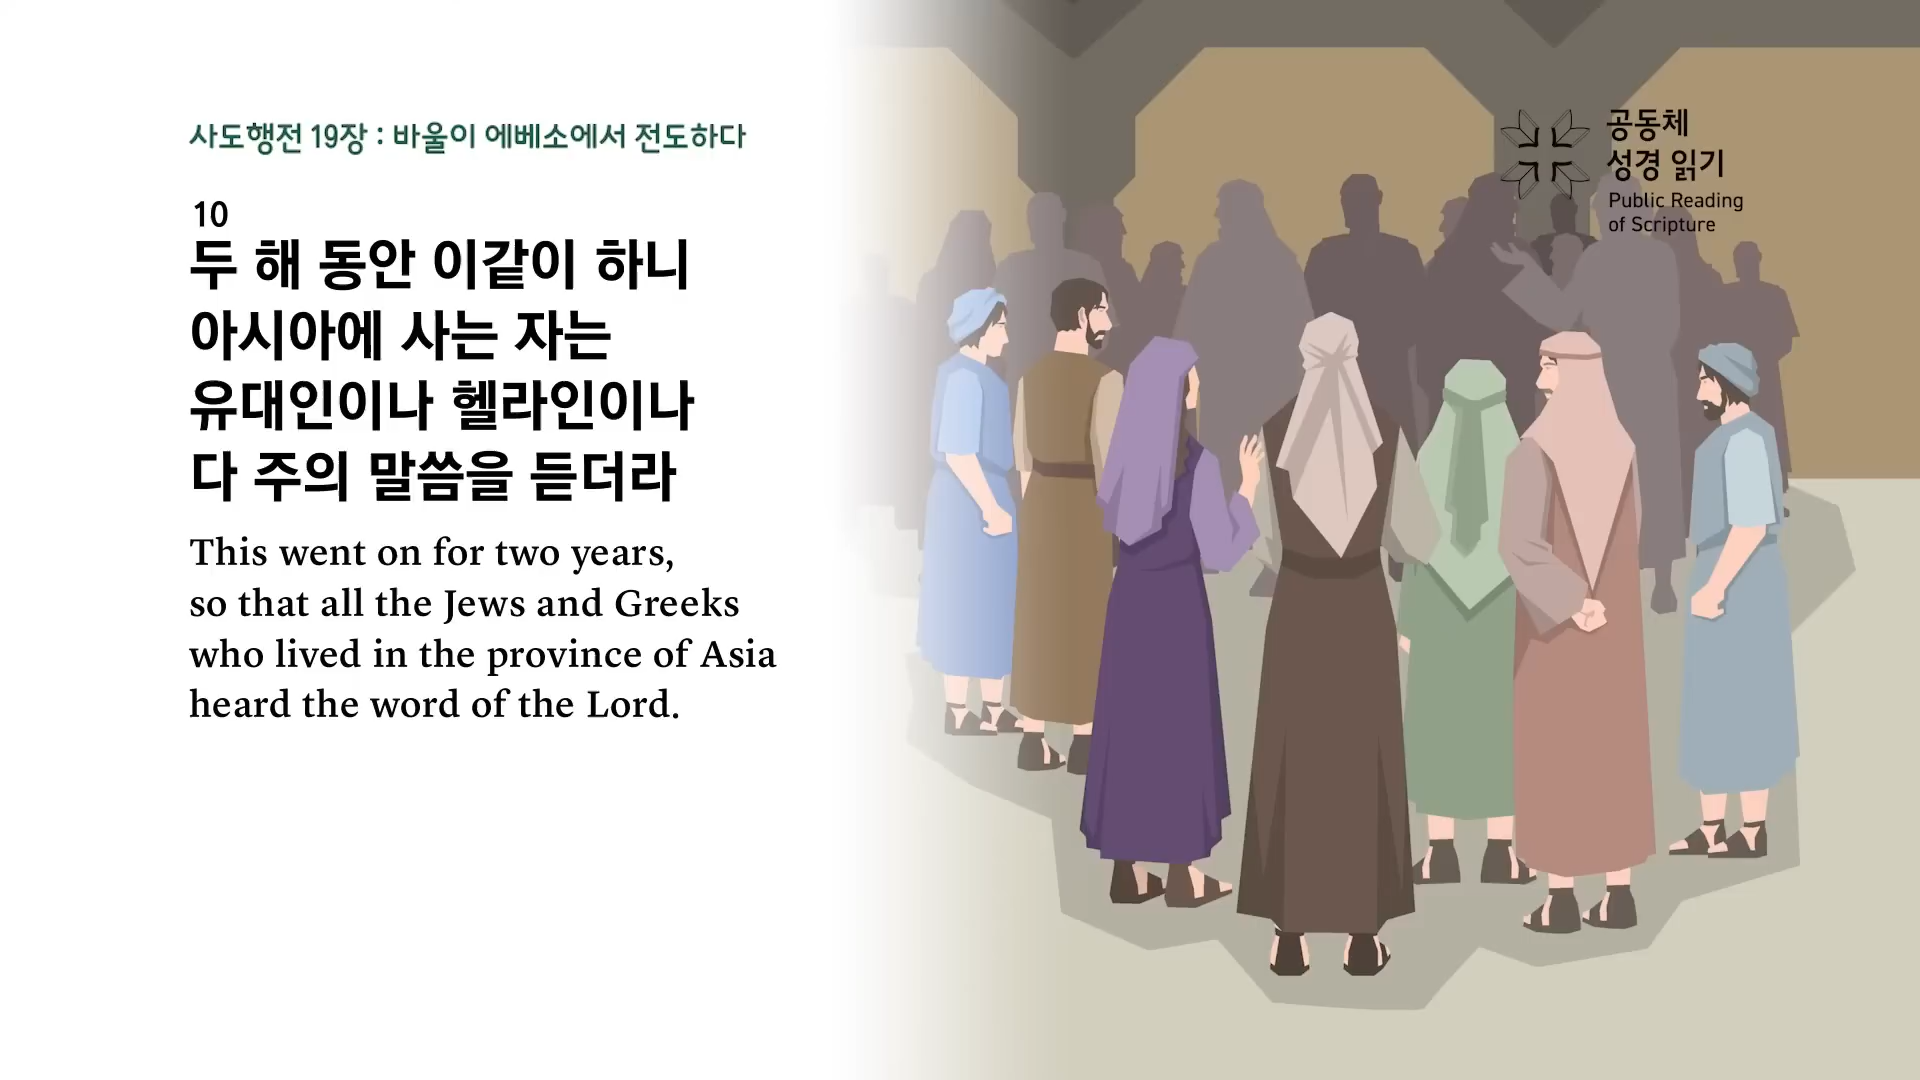 사도행전 19장 : 바울이 에베소에서 전도하다
10
두 해 동안 이같이 하니
아시아에 사는 자는
유대인이나 헬라인이나
다 주의 말씀을 듣더라
This went on for two years,
so that all the Jews and Greeks
who lived in the province of Asia
heard the word of the Lord.
공동체
성경 읽기
Public Reading
of Scripture